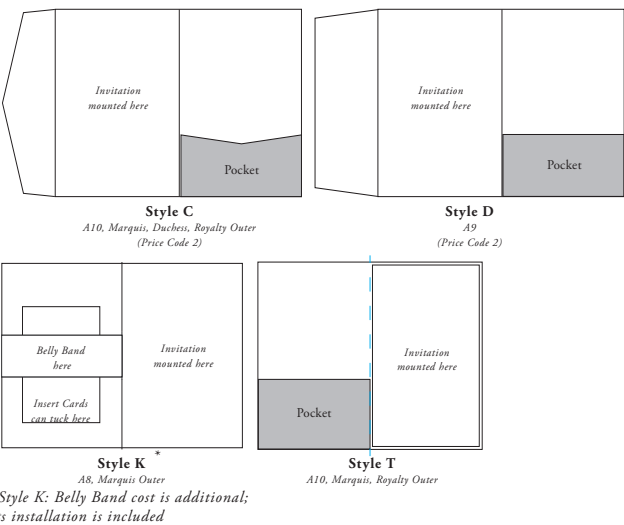 Invitation
mounted here
Pocket
Style C
A10, Marquis, Duchess, Royalty Outer
(Price Code 2)
Invitation
mounted here
Pocket
Style D
A9
(Price Code 2)
Belly Band
here
Insert Cards
can tuck here
Invitation
mounted here
Style K *
A8, Marquis Outer
Pocket
Invitation
mounted here
Style T
A10, Marquis, Royalty Outer
Style K: Belly Band cost is additional;
installation is included